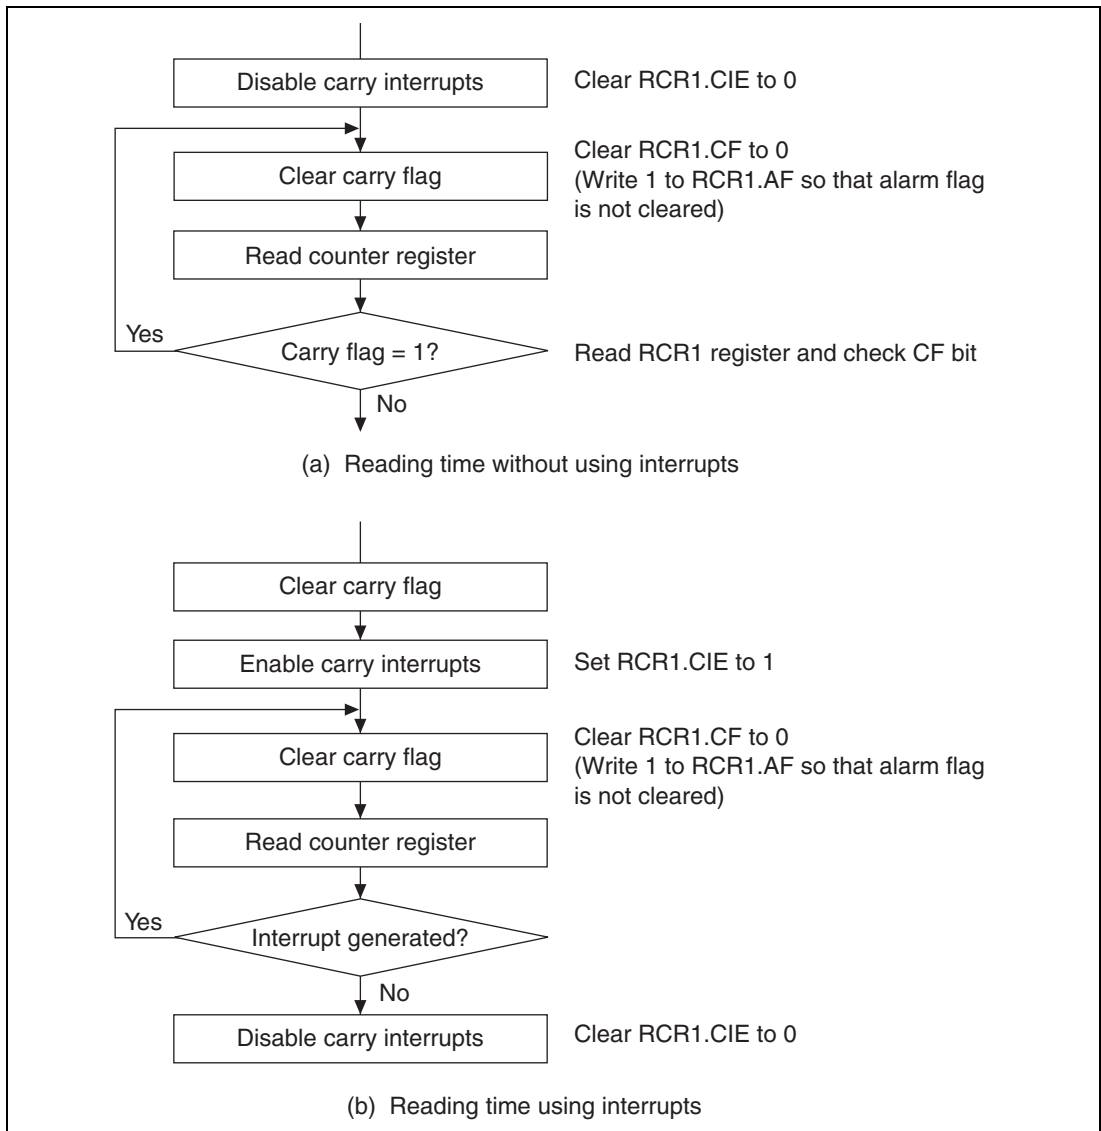 Disable carry interrupts
Clear RCR1.CIE to 0
Clear carry flag
Clear RCR1.CF to 0
(Write 1 to RCR1.AF so that alarm flag
is not cleared)
Read counter register
Yes
Carry flag = 1?
Read RCR1 register and check CF bit
No
(a) Reading time without using interrupts
Clear carry flag
Enable carry interrupts
Set RCR1.CIE to 1
Clear carry flag
Clear RCR1.CF to 0
(Write 1 to RCR1.AF so that alarm flag
is not cleared)
Read counter register
Yes
Interrupt generated?
No
Disable carry interrupts
Clear RCR1.CIE to 0
(b) Reading time using interrupts